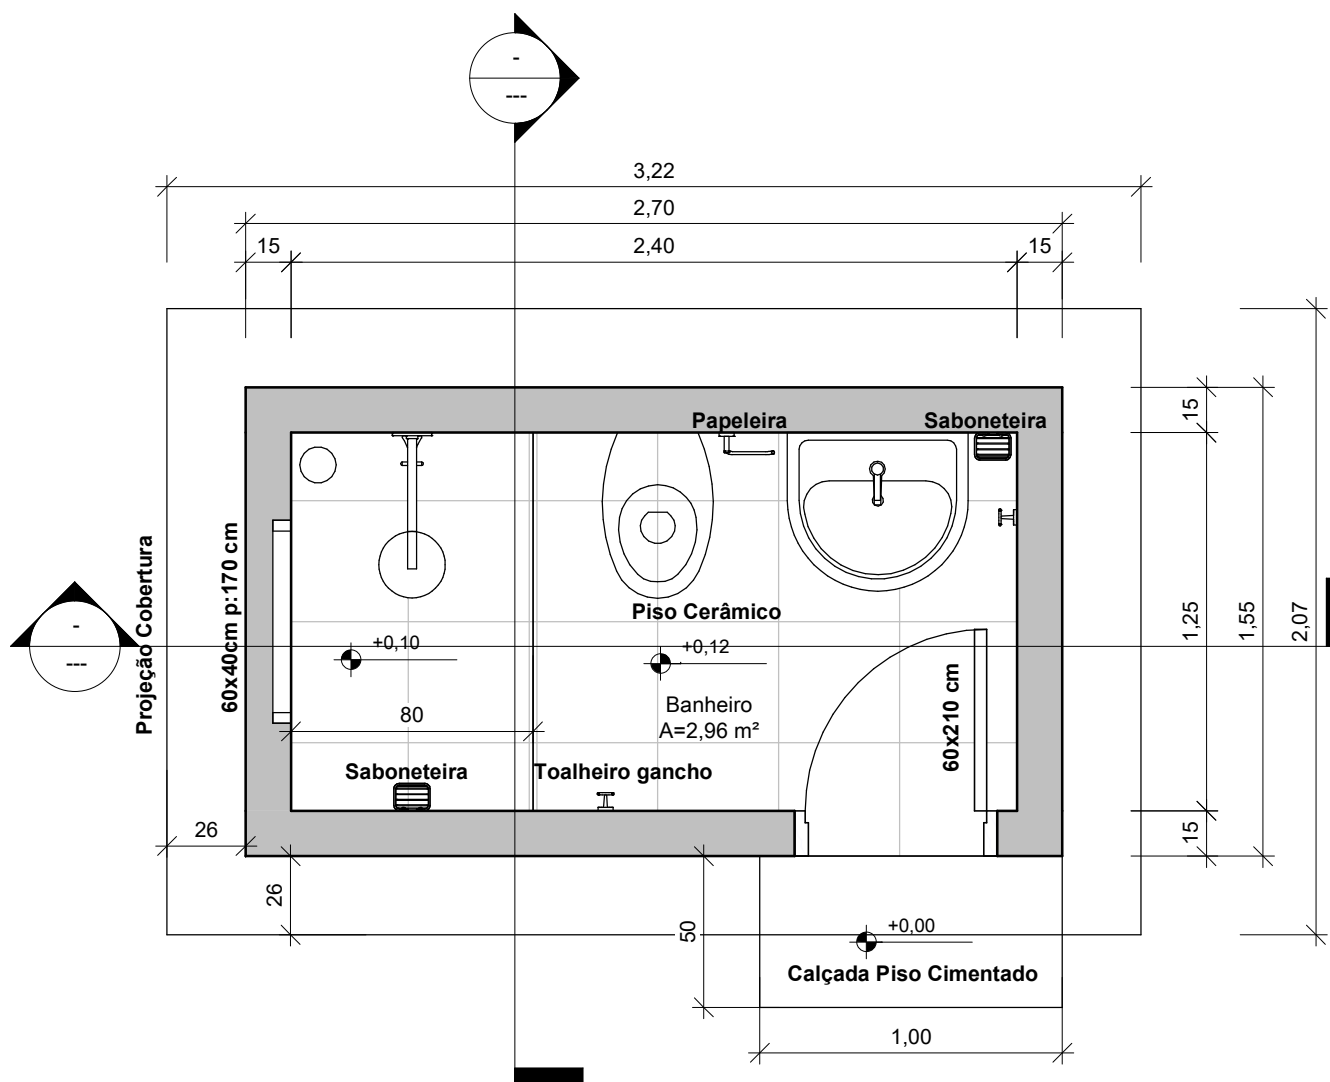 -
---
3,22
2,70
15
2,40
15
Papeleira
Saboneteira
15
Projeção Cobertura
60x40cm p:170 cm
Piso Cerâmico
1,25
1,55
2,07
-
---
+0,10
+0,12
80
Banheiro
A=2,96 m²
60x210 cm
Saboneteira
Toalheiro gancho
26
15
26
50
+0,00
Calçada Piso Cimentado
1,00